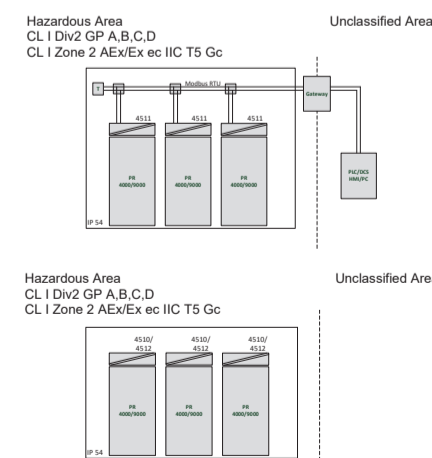 Hazardous Area
Unclassified Area
CL I Div2 GP A,B,C,D
CL I Zone 2 AEx/Ex ec IIC T5 Gc
T
Modbus RTU
Gateway
4511
4511
4511
PR
4000/9000
PR
4000/9000
PR
4000/9000
PLC/DCS
HMI/PC
IP 54
Hazardous Area
Unclassified Area
CL I Div2 GP A,B,C,D
CL I Zone 2 AEx/Ex ec IIC T5 Gc
4510/
4512
4510/
4512
4510/
4512
PR
4000/9000
PR
4000/9000
PR
4000/9000
IP 54